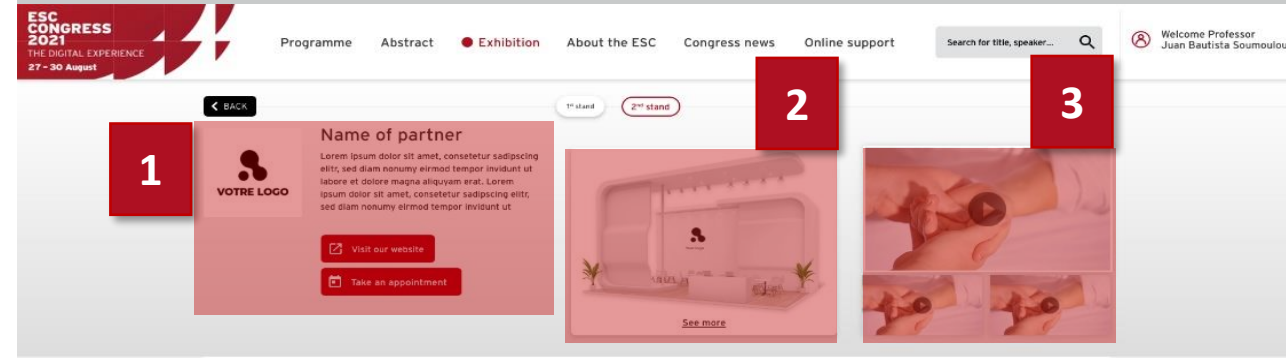 ESC
CONGRESS
2021
THE DIGITAL EXPERIENCE
27 – 30 August
Programme
Abstract
Exhibition
About the ESC
Congress news
Online support
Search for title, speaker...
Welcome Professor
Juan Bautista Soumoulou
BACK
1st stand
2nd stand
1
2
3
Name of partner
Lorem ipsum dolor sit amet, consetetur sadipscing
elitr, sed diam nonumy eirmod tempor invidunt ut
labore et dolore magna aliquyam erat. Lorem
ipsum dolor sit amet, consetetur sadipscing elitr,
sed diam nonumy eirmod tempor invidunt ut
VOTRE LOGO
Visit our website
Take an appointment
See more